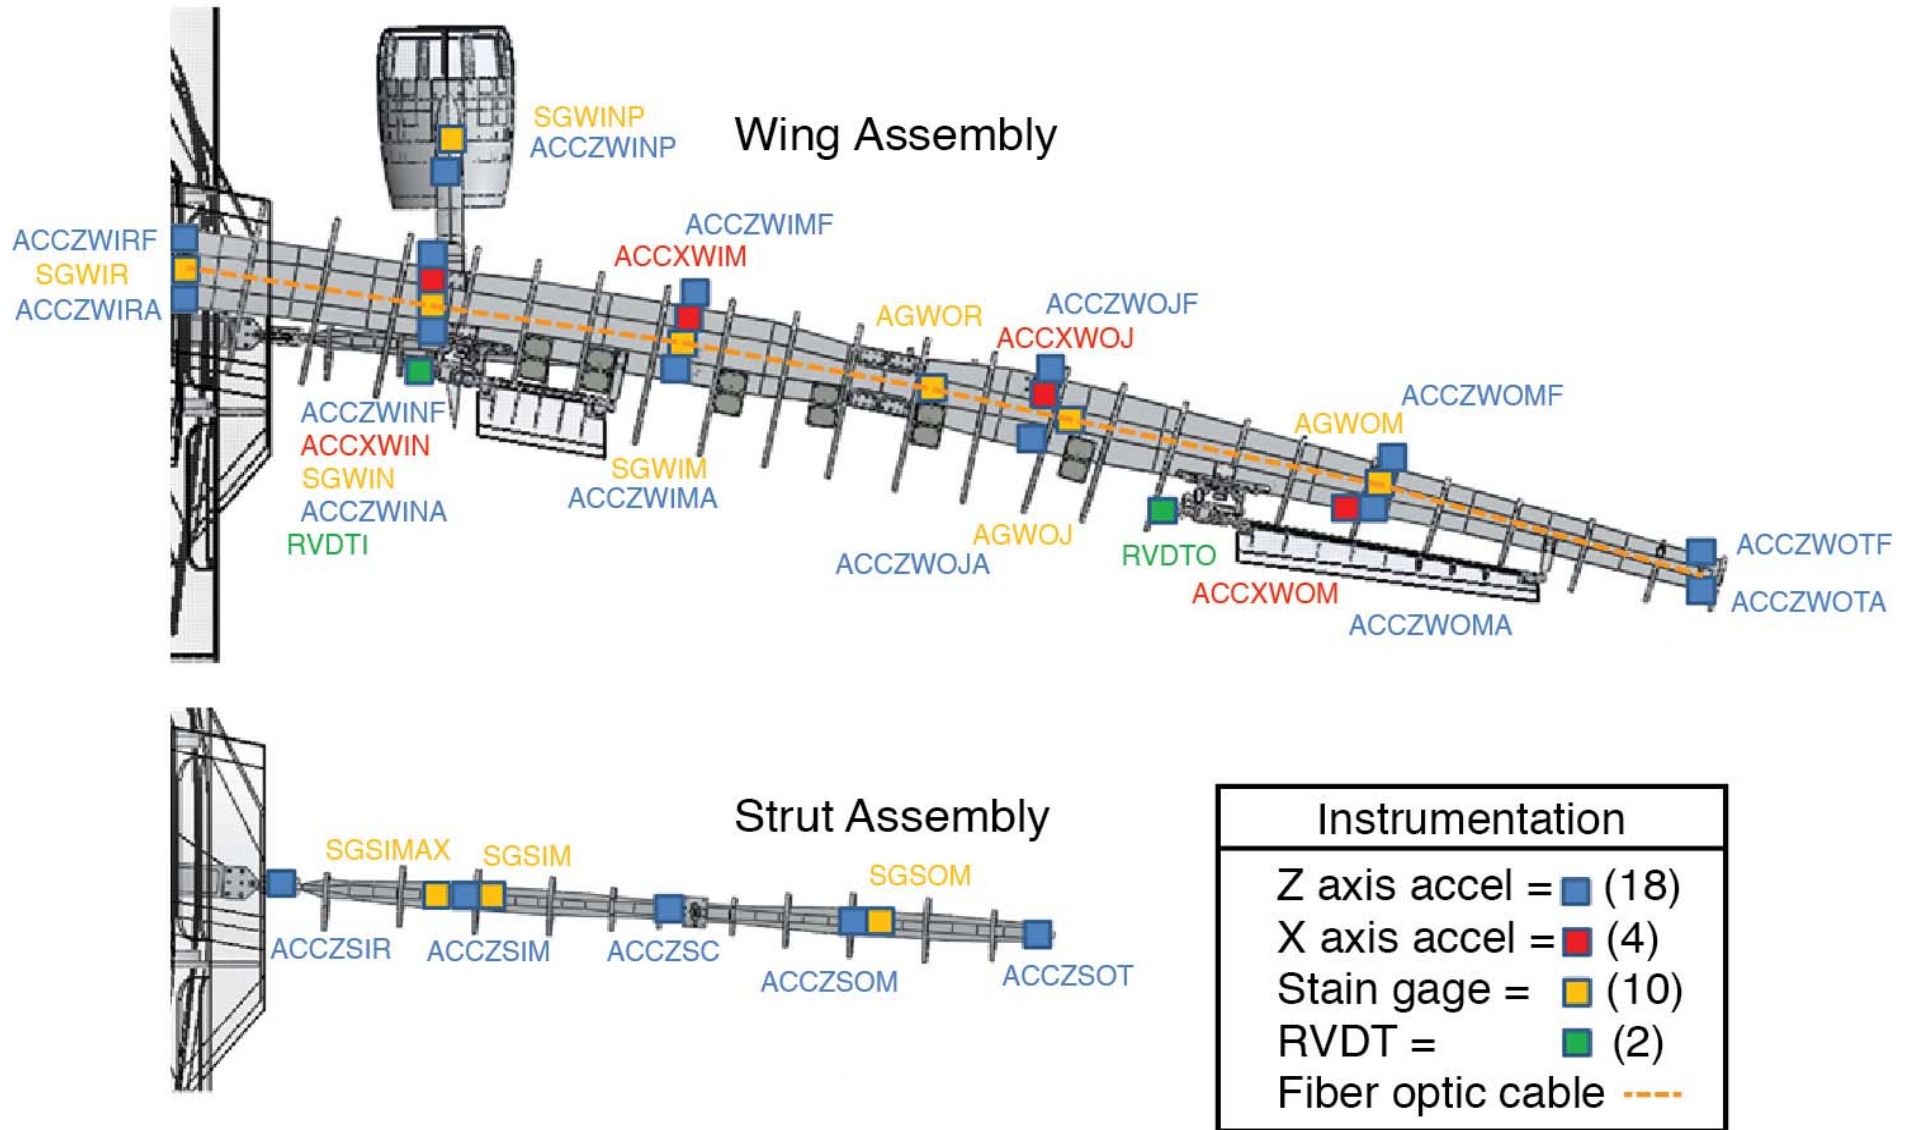 SGWINP
ACCZWINP
Wing Assembly
ACCZWIRF
SGWIR
ACCZWIRA
ACCZWIMF
ACCXWIM
AGWOR
ACCZWOJF
ACCXWOJ
ACCZWINF
ACCXWIN
SGWIN
ACCZWINA
RVDTI
SGWIM
ACCZWIMA
AGWOJ
ACCZWOJA
ACCZWOMF
AGWOM
RVDTO
ACCXWOM
ACCZWOMA
ACCZWOTF
ACCZWOTA
Strut Assembly
SGSIMAX
SGSIM
SGSOM
ACCZSIR
ACCZSIM
ACCZSC
ACCZSOM
ACCZSOT
Instrumentation
Z axis accel = (18)
X axis accel = (4)
Stain gage = (10)
RVDT = (2)
Fiber optic cable